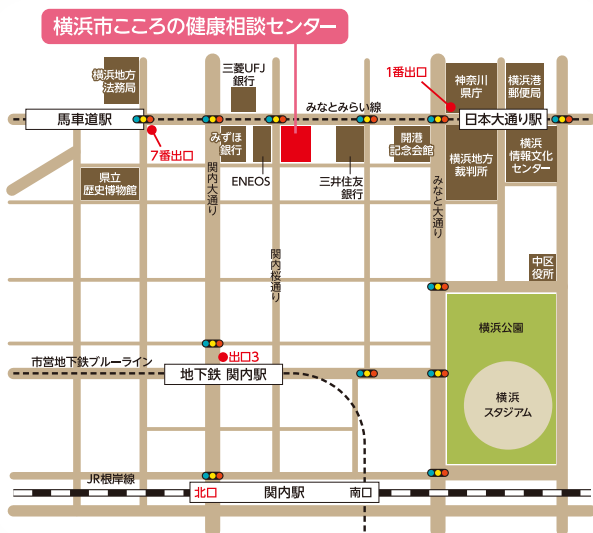 横浜市こころの健康相談センター
三菱UFJ
銀行
1番出口
横浜地方
法務局
神奈川
県庁
横浜港
郵便局
みなとみらい線
馬車道駅
日本大通り駅
7番出口
みずほ
銀行
ENEOS
三井住友
銀行
開港
記念会館
横浜地方
裁判所
横浜
情報文化
センター
県立
歴史博物館
関内大通り
みなと大通り
関内桜通り
中区
役所
横浜公園
出口3
市営地下鉄ブルーライン
地下鉄 関内駅
横浜
スタジアム
JR根岸線
北口
関内駅
南口